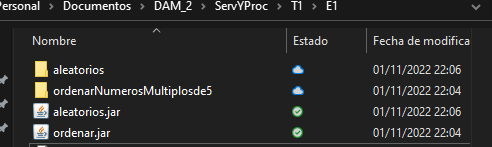 Personal > Documentos > DAM_2 > ServYProc > T1 > E1
Nombre Estado Fecha de modifica
aleatorios 01/11/2022 22:06
ordenarNumerosMultiplosde5 01/11/2022 22:04
aleatorios.jar 01/11/2022 22:06
ordenar.jar 01/11/2022 22:04